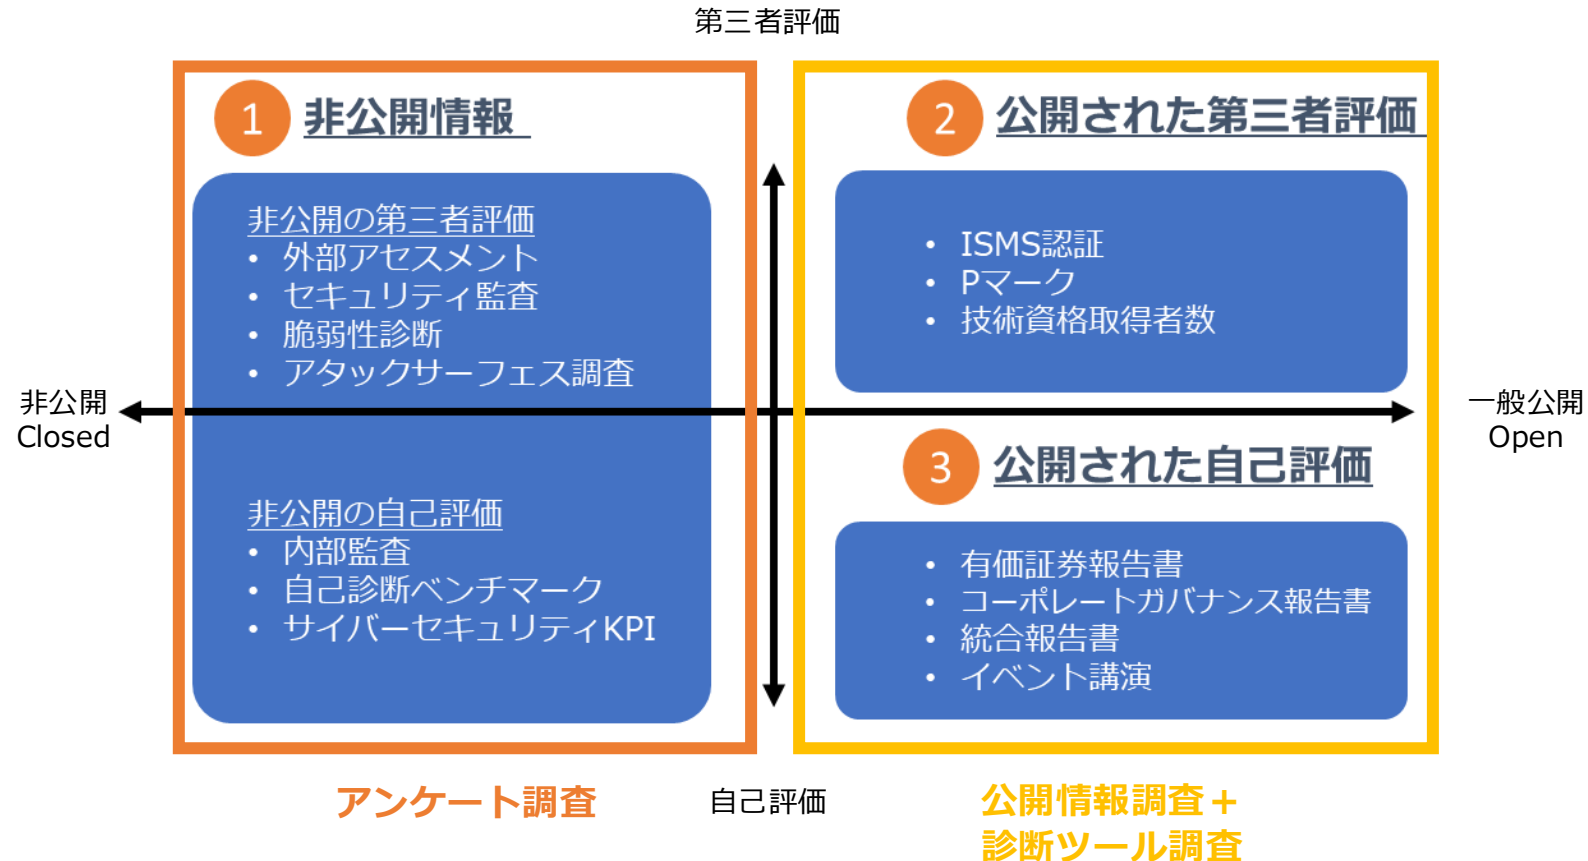 第三者評価
1 非公開情報
非公開の第三者評価
• 外部アセスメント
• セキュリティ監査
• 脆弱性診断
• アタックサーフェス調査
非公開の自己評価
• 内部監査
• 自己診断ベンチマーク
• サイバーセキュリティKPI
2 公開された第三者評価
• ISMS認証
• Pマーク
• 技術資格取得者数
3 公開された自己評価
• 有価証券報告書
• コーポレートガバナンス報告書
• 統合報告書
• イベント講演
非公開
Closed
一般公開
Open
アンケート調査
自己評価
公開情報調査＋
診断ツール調査